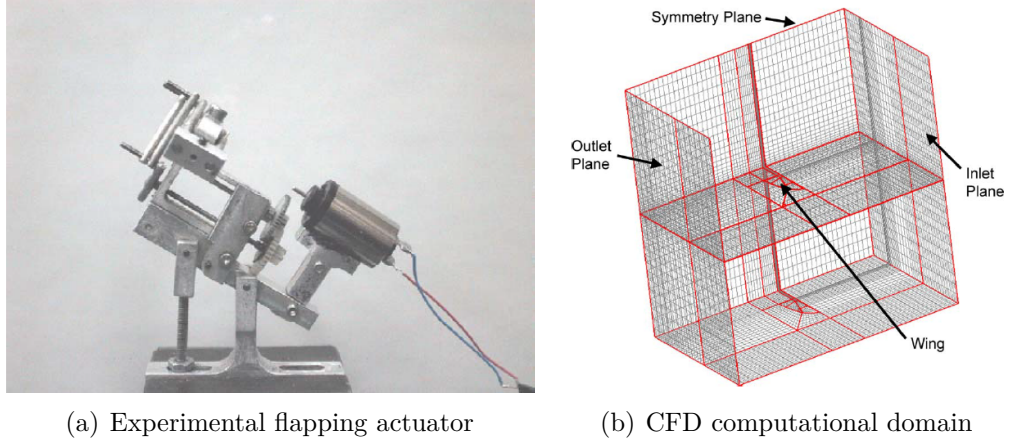 Symmetry Plane
Outlet
Plane
Inlet
Plane
Wing
(a) Experimental flapping actuator
(b) CFD computational domain